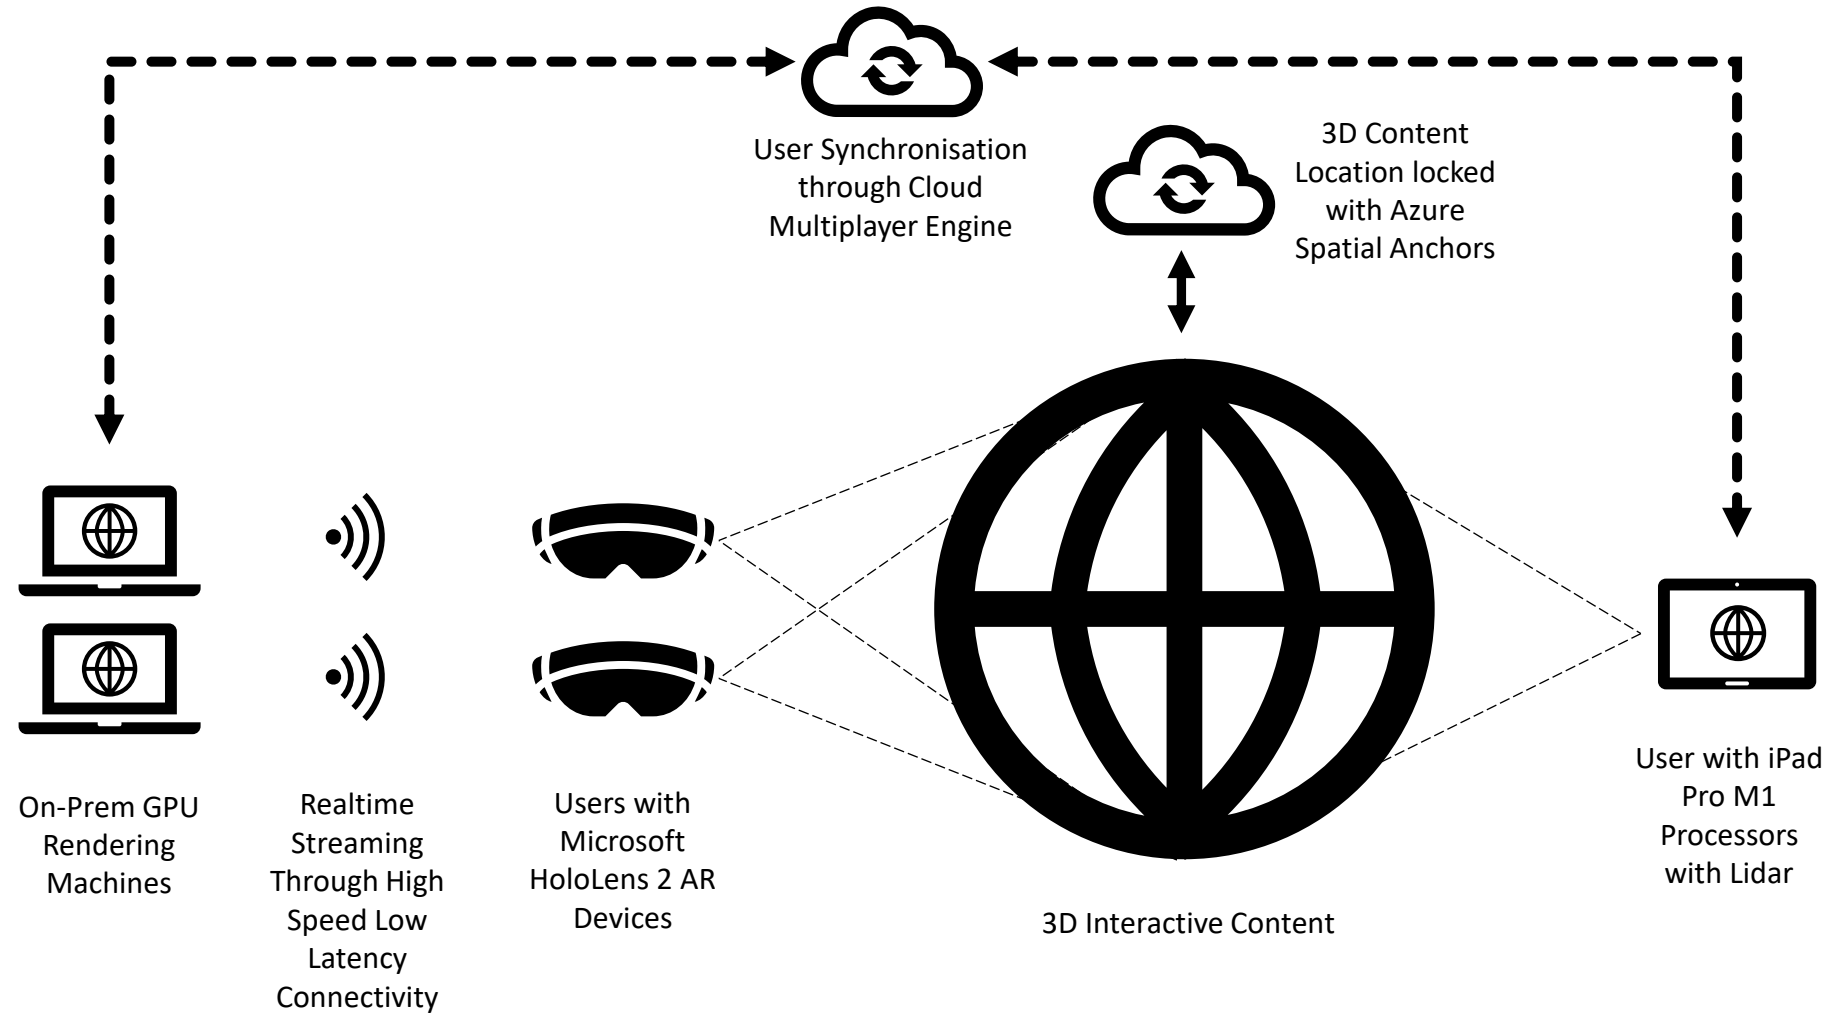 User Synchronisation
through Cloud
Multiplayer Engine
3D Content
Location locked
with Azure
Spatial Anchors
On-Prem GPU
Rendering
Machines
Realtime
Streaming
Through High
Speed Low
Latency
Connectivity
Users with
Microsoft
HoloLens 2 AR
Devices
3D Interactive Content
User with iPad
Pro M1
Processors
with Lidar